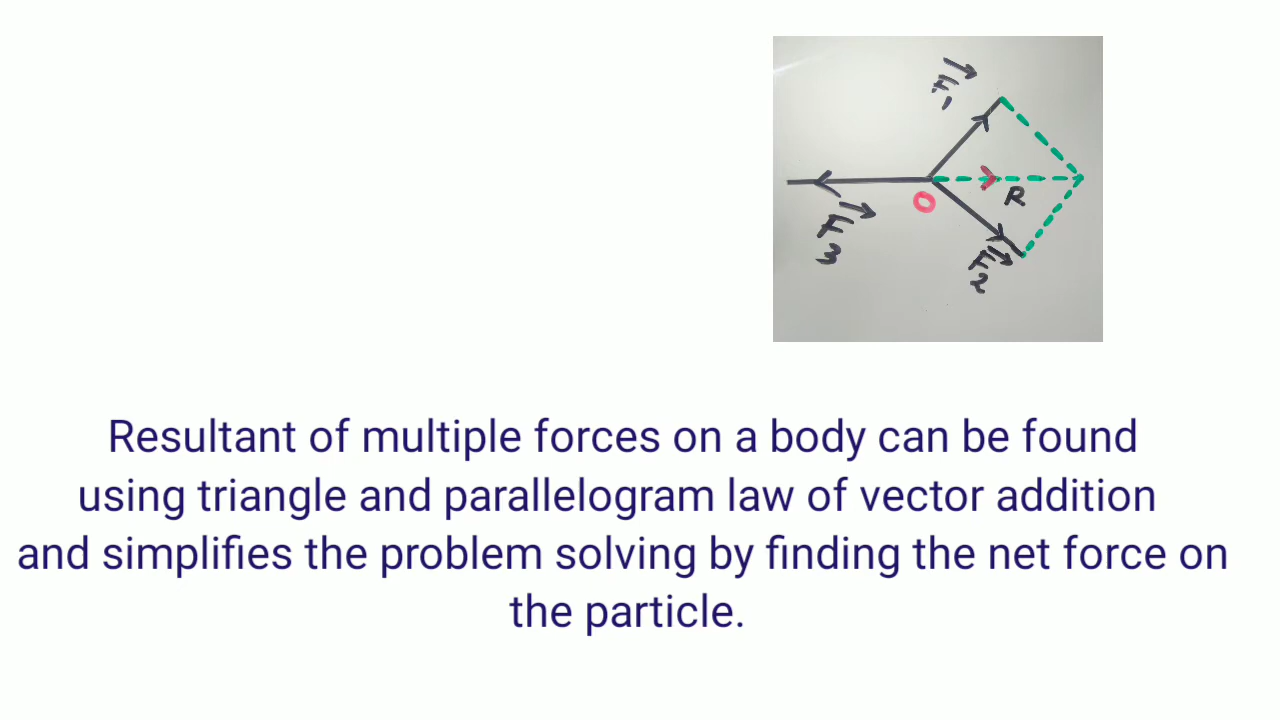 F₁
R
O
F₃
F₂
Resultant of multiple forces on a body can be found
using triangle and parallelogram law of vector addition
and simplifies the problem solving by finding the net force on
the particle.